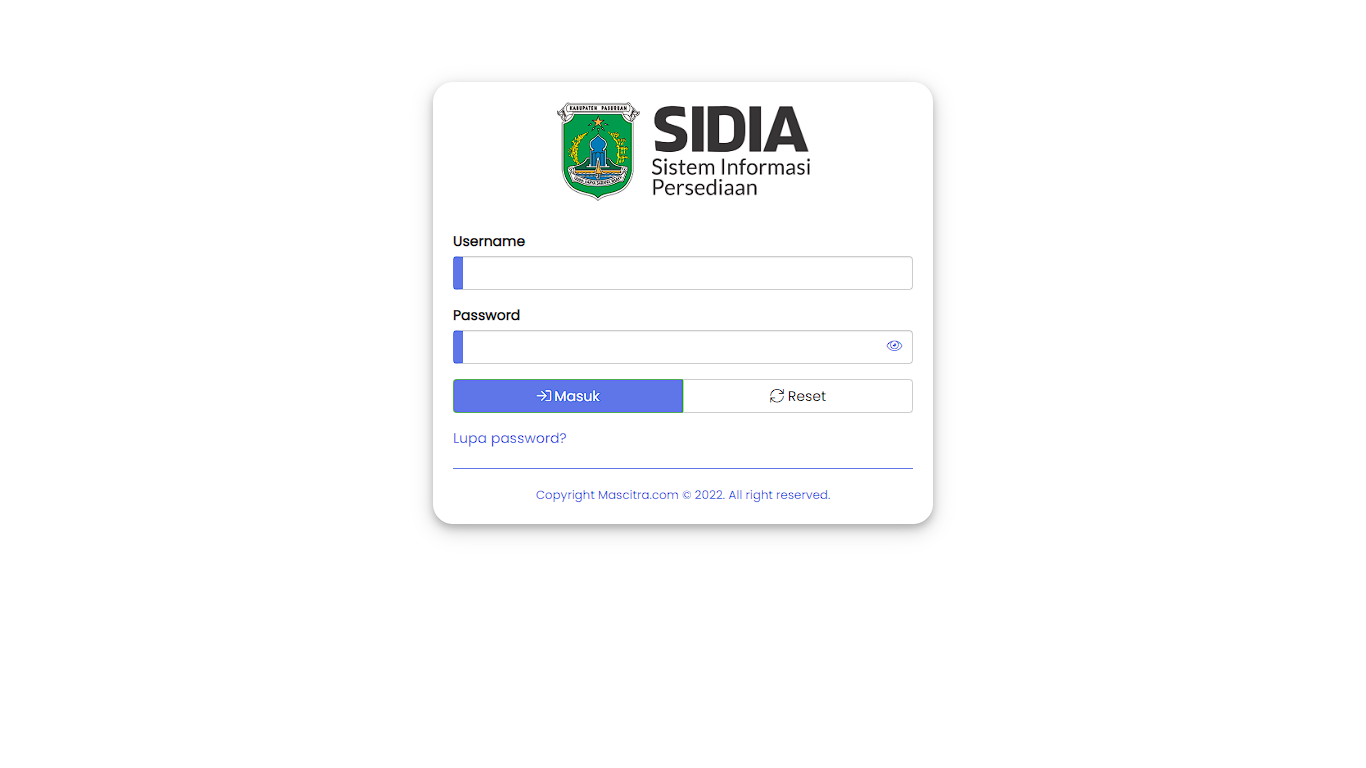 KABUPATEN PASURUAN
SIDIA
Sistem Informasi
Persediaan
Username
Password
Masuk
Reset
Lupa password?
Copyright Mascitra.com © 2022. All right reserved.